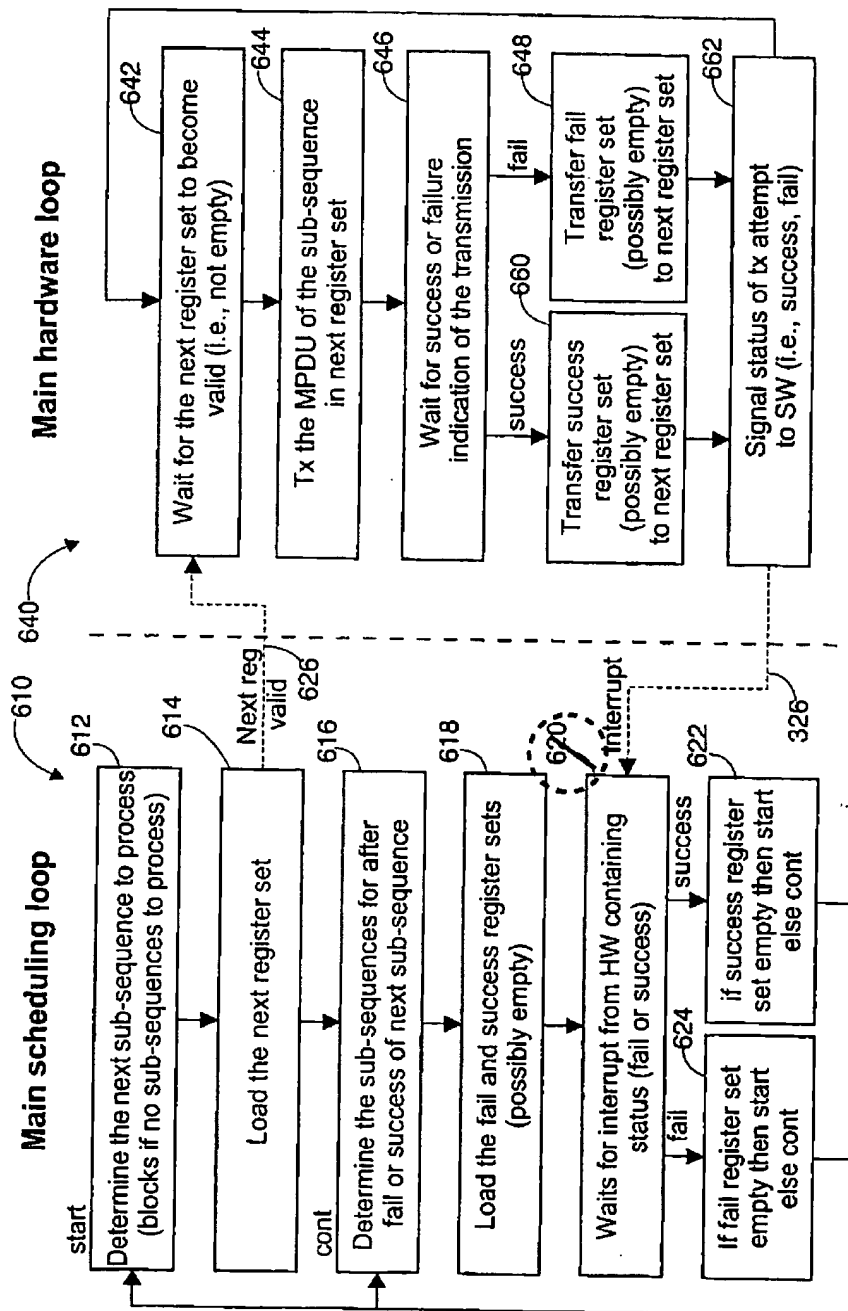 Main scheduling loop
610
start
612
Determine the next sub-sequence to process
(blocks if no sub-sequences to process)
614
Load the next register set
Next reg
valid
626
cont
616
Determine the sub-sequences for after
fail or success of next sub-sequence
618
Load the fail and success register sets
(possibly empty)
620
Interrupt
Waits for interrupt from HW containing
status (fail or success)
326
fail
success
624
If fail register set
empty then start
else cont
622
if success register
set empty then start
else cont
Main hardware loop
640
642
Wait for the next register set to become
valid (i.e., not empty)
644
Tx the MPDU of the sub-sequence
in next register set
646
Wait for success or failure
indication of the transmission
success
fail
660
Transfer success
register set
(possibly empty)
to next register set
648
Transfer fail
register set
(possibly empty)
to next register set
662
Signal status of tx attempt
to SW (i.e., success, fail)